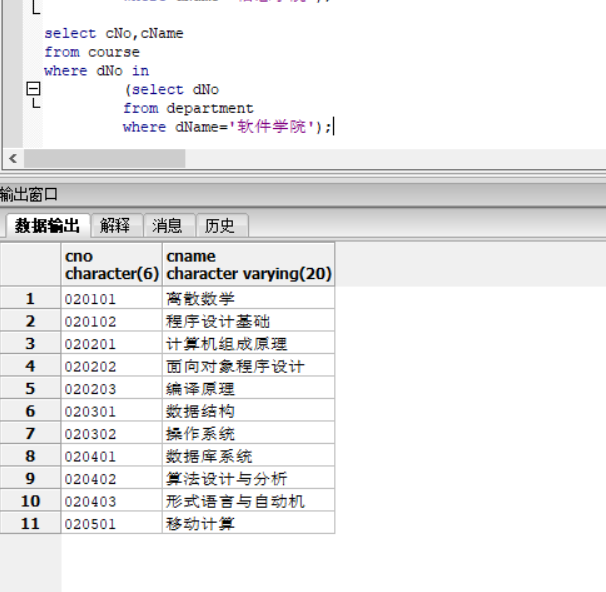 select cNo,cName
from course
where dNo in
(select dNo
from department
where dName='软件学院');
输出窗口
数据输出 解释 消息 历史
cno cname
character(6) character varying(20)
1 020101 离散数学
2 020102 程序设计基础
3 020201 计算机组成原理
4 020202 面向对象程序设计
5 020203 编译原理
6 020301 数据结构
7 020302 操作系统
8 020401 数据库系统
9 020402 算法设计与分析
10 020403 形式语言与自动机
11 020501 移动计算